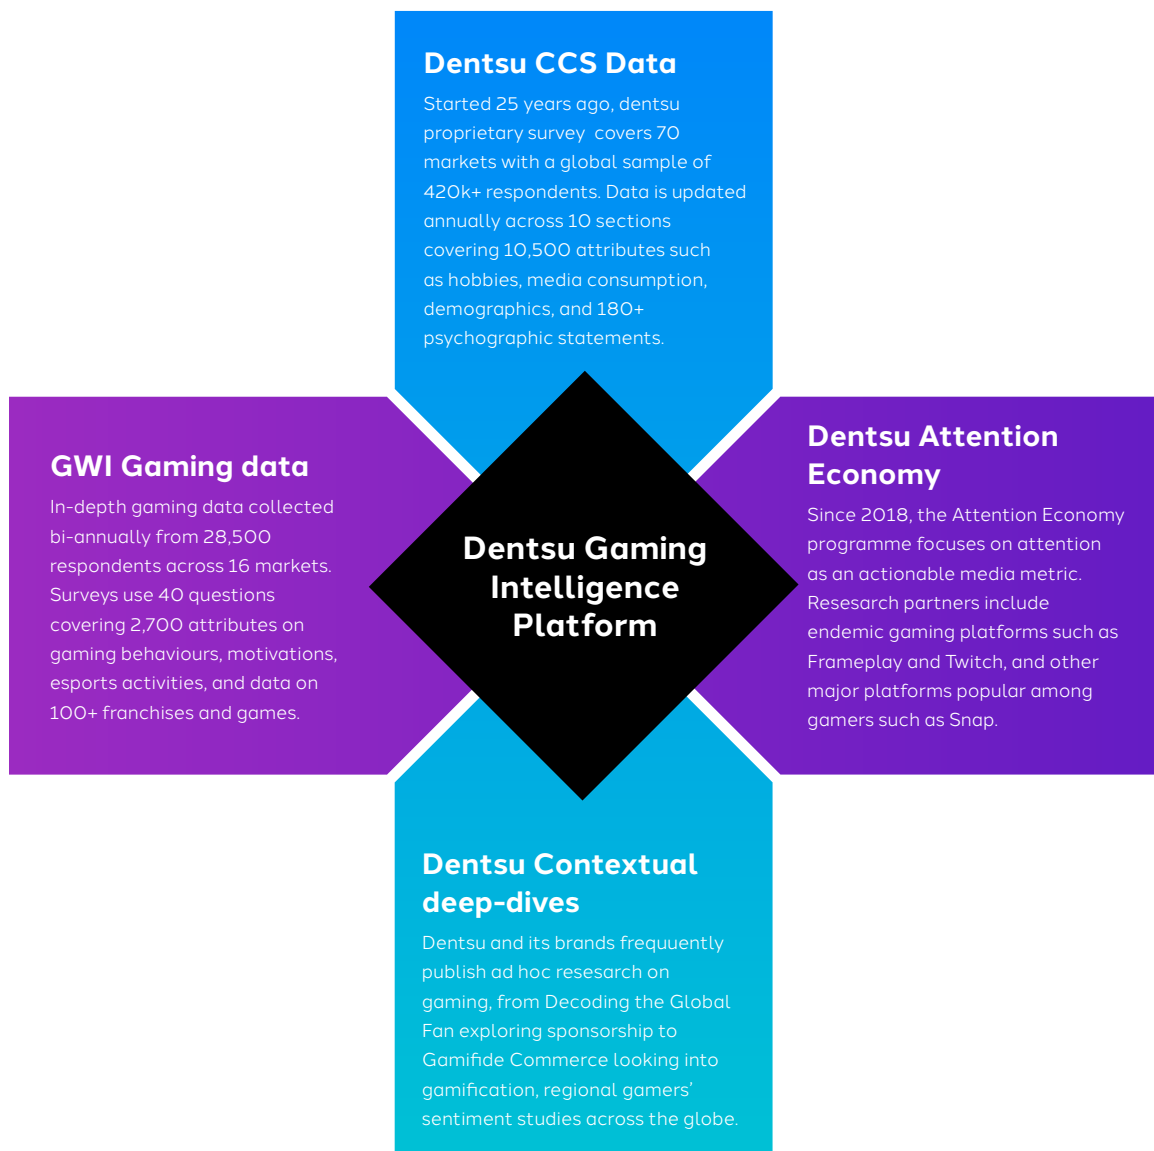 Dentsu CCS Data
Started 25 years ago, dentsu
proprietary survey covers 70
markets with a global sample of
420k+ respondents. Data is updated
annually across 10 sections
covering 10,500 attributes such
as hobbies, media consumption,
demographics, and 180+
psychographic statements.
GWI Gaming data
In-depth gaming data collected
bi-annually from 28,500
respondents across 16 markets.
Surveys use 40 questions
covering 2,700 attributes on
gaming behaviours, motivations,
esports activities, and data on
100+ franchises and games.
Dentsu Gaming
Intelligence
Platform
Dentsu Attention
Economy
Since 2018, the Attention Economy
programme focuses on attention
as an actionable media metric.
Resesarch partners include
endemic gaming platforms such as
Frameplay and Twitch, and other
major platforms popular among
gamers such as Snap.
Dentsu Contextual
deep-dives
Dentsu and its brands frequuently
publish ad hoc resesarch on
gaming, from Decoding the Global
Fan exploring sponsorship to
Gamifide Commerce looking into
gamification, regional gamers’
sentiment studies across the globe.